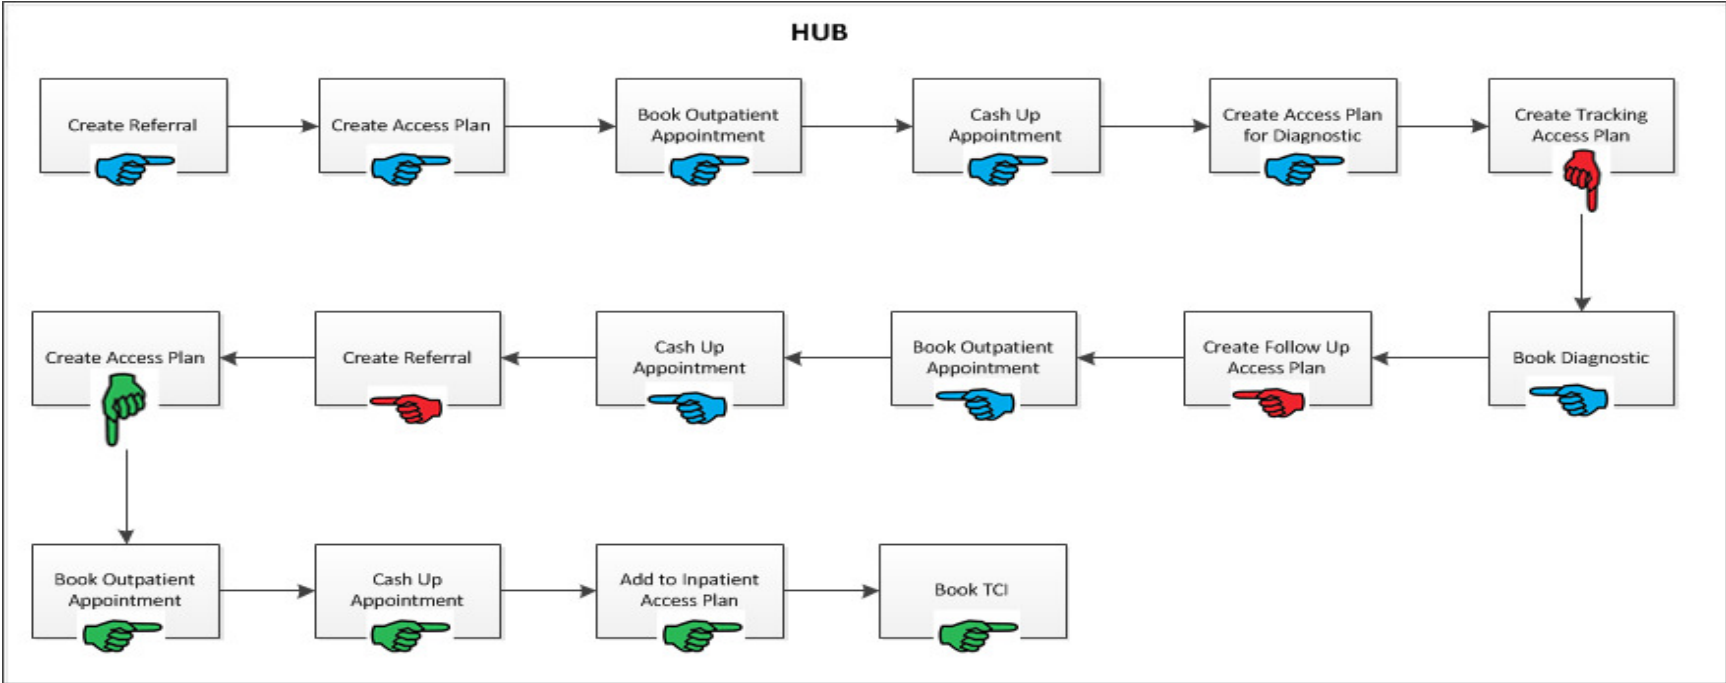 HUB
Create Referral
Create Access Plan
Book Outpatient
Appointment
Cash Up
Appointment
Create Access Plan
for Diagnostic
Create Tracking
Access Plan
Create Access Plan
Create Referral
Cash Up
Appointment
Book Outpatient
Appointment
Create Follow Up
Access Plan
Book Diagnostic
Book Outpatient
Appointment
Cash Up
Appointment
Add to Inpatient
Access Plan
Book TCI